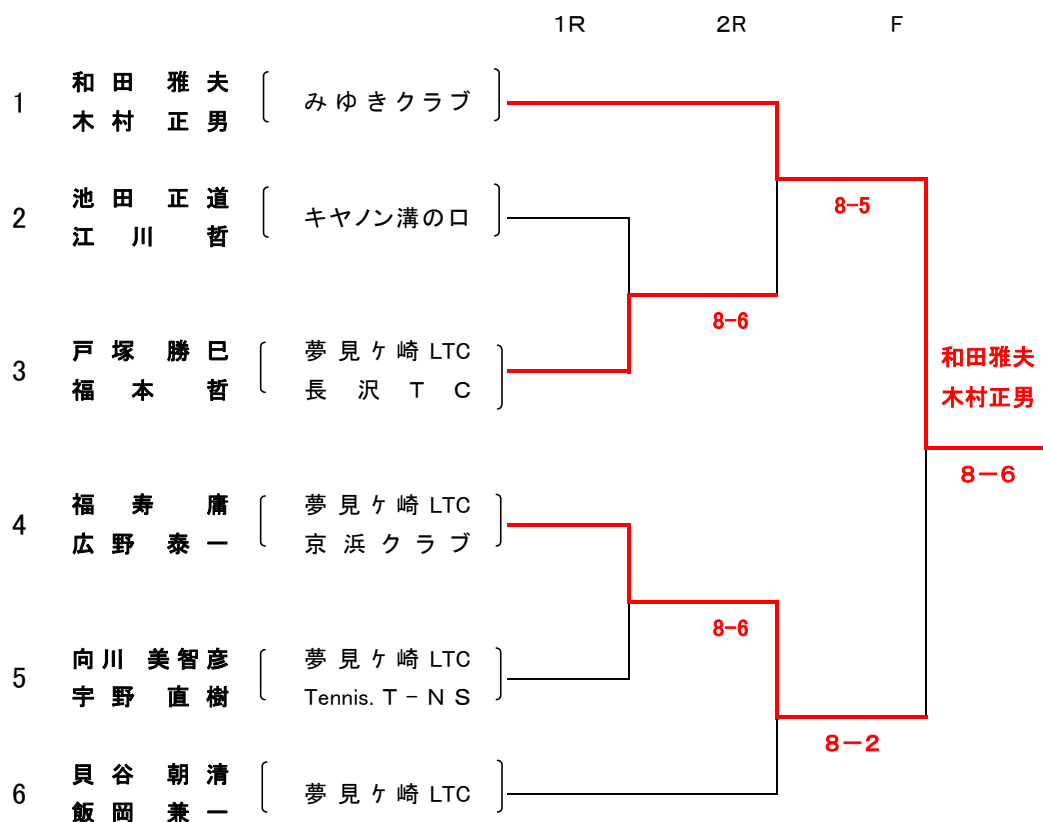 1R 2R F
1 和田 雅夫 みゆきクラブ
木村 正男
池田 正道
2 キヤノン溝の口
江川 哲
8-5
8-6
戸塚 勝巳 夢見ヶ崎 LTC
3
福本 哲 長沢TC
和田雅夫
木村正男
8-6
福寿 庸 夢見ヶ崎 LTC
4
広野 泰一 京浜クラブ
8-6
向川 美智彦 夢見ヶ崎 LTC
5
宇野 直樹 Tennis. T-NS
8-2
貝谷 朝清
6 夢見ヶ崎 LTC
飯岡 兼一